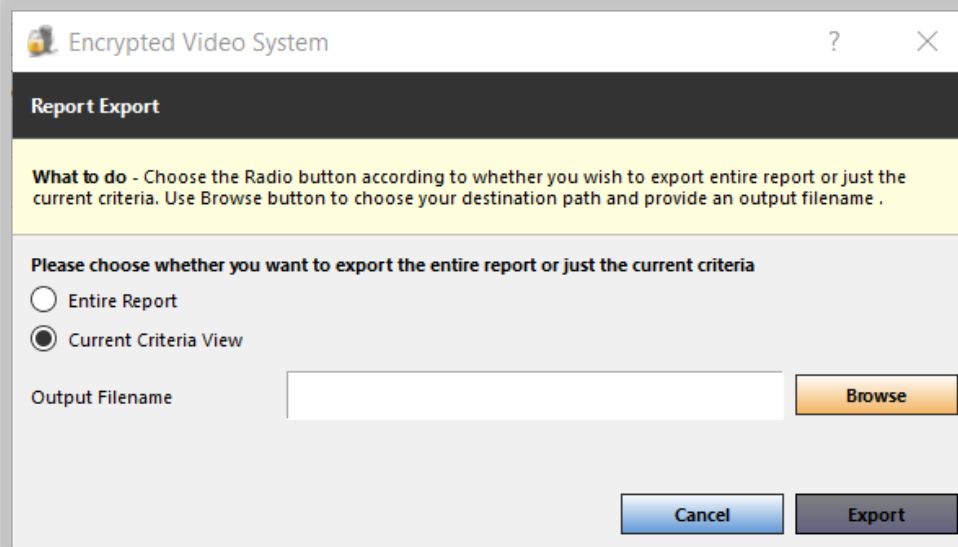 Encrypted Video System
Report Export
What to do - Choose the Radio button according to whether you wish to export entire report or just the
current criteria. Use Browse button to choose your destination path and provide an output filename .
Please choose whether you want to export the entire report or just the current criteria
Entire Report
Current Criteria View
Output Filename
Browse
Cancel
Export